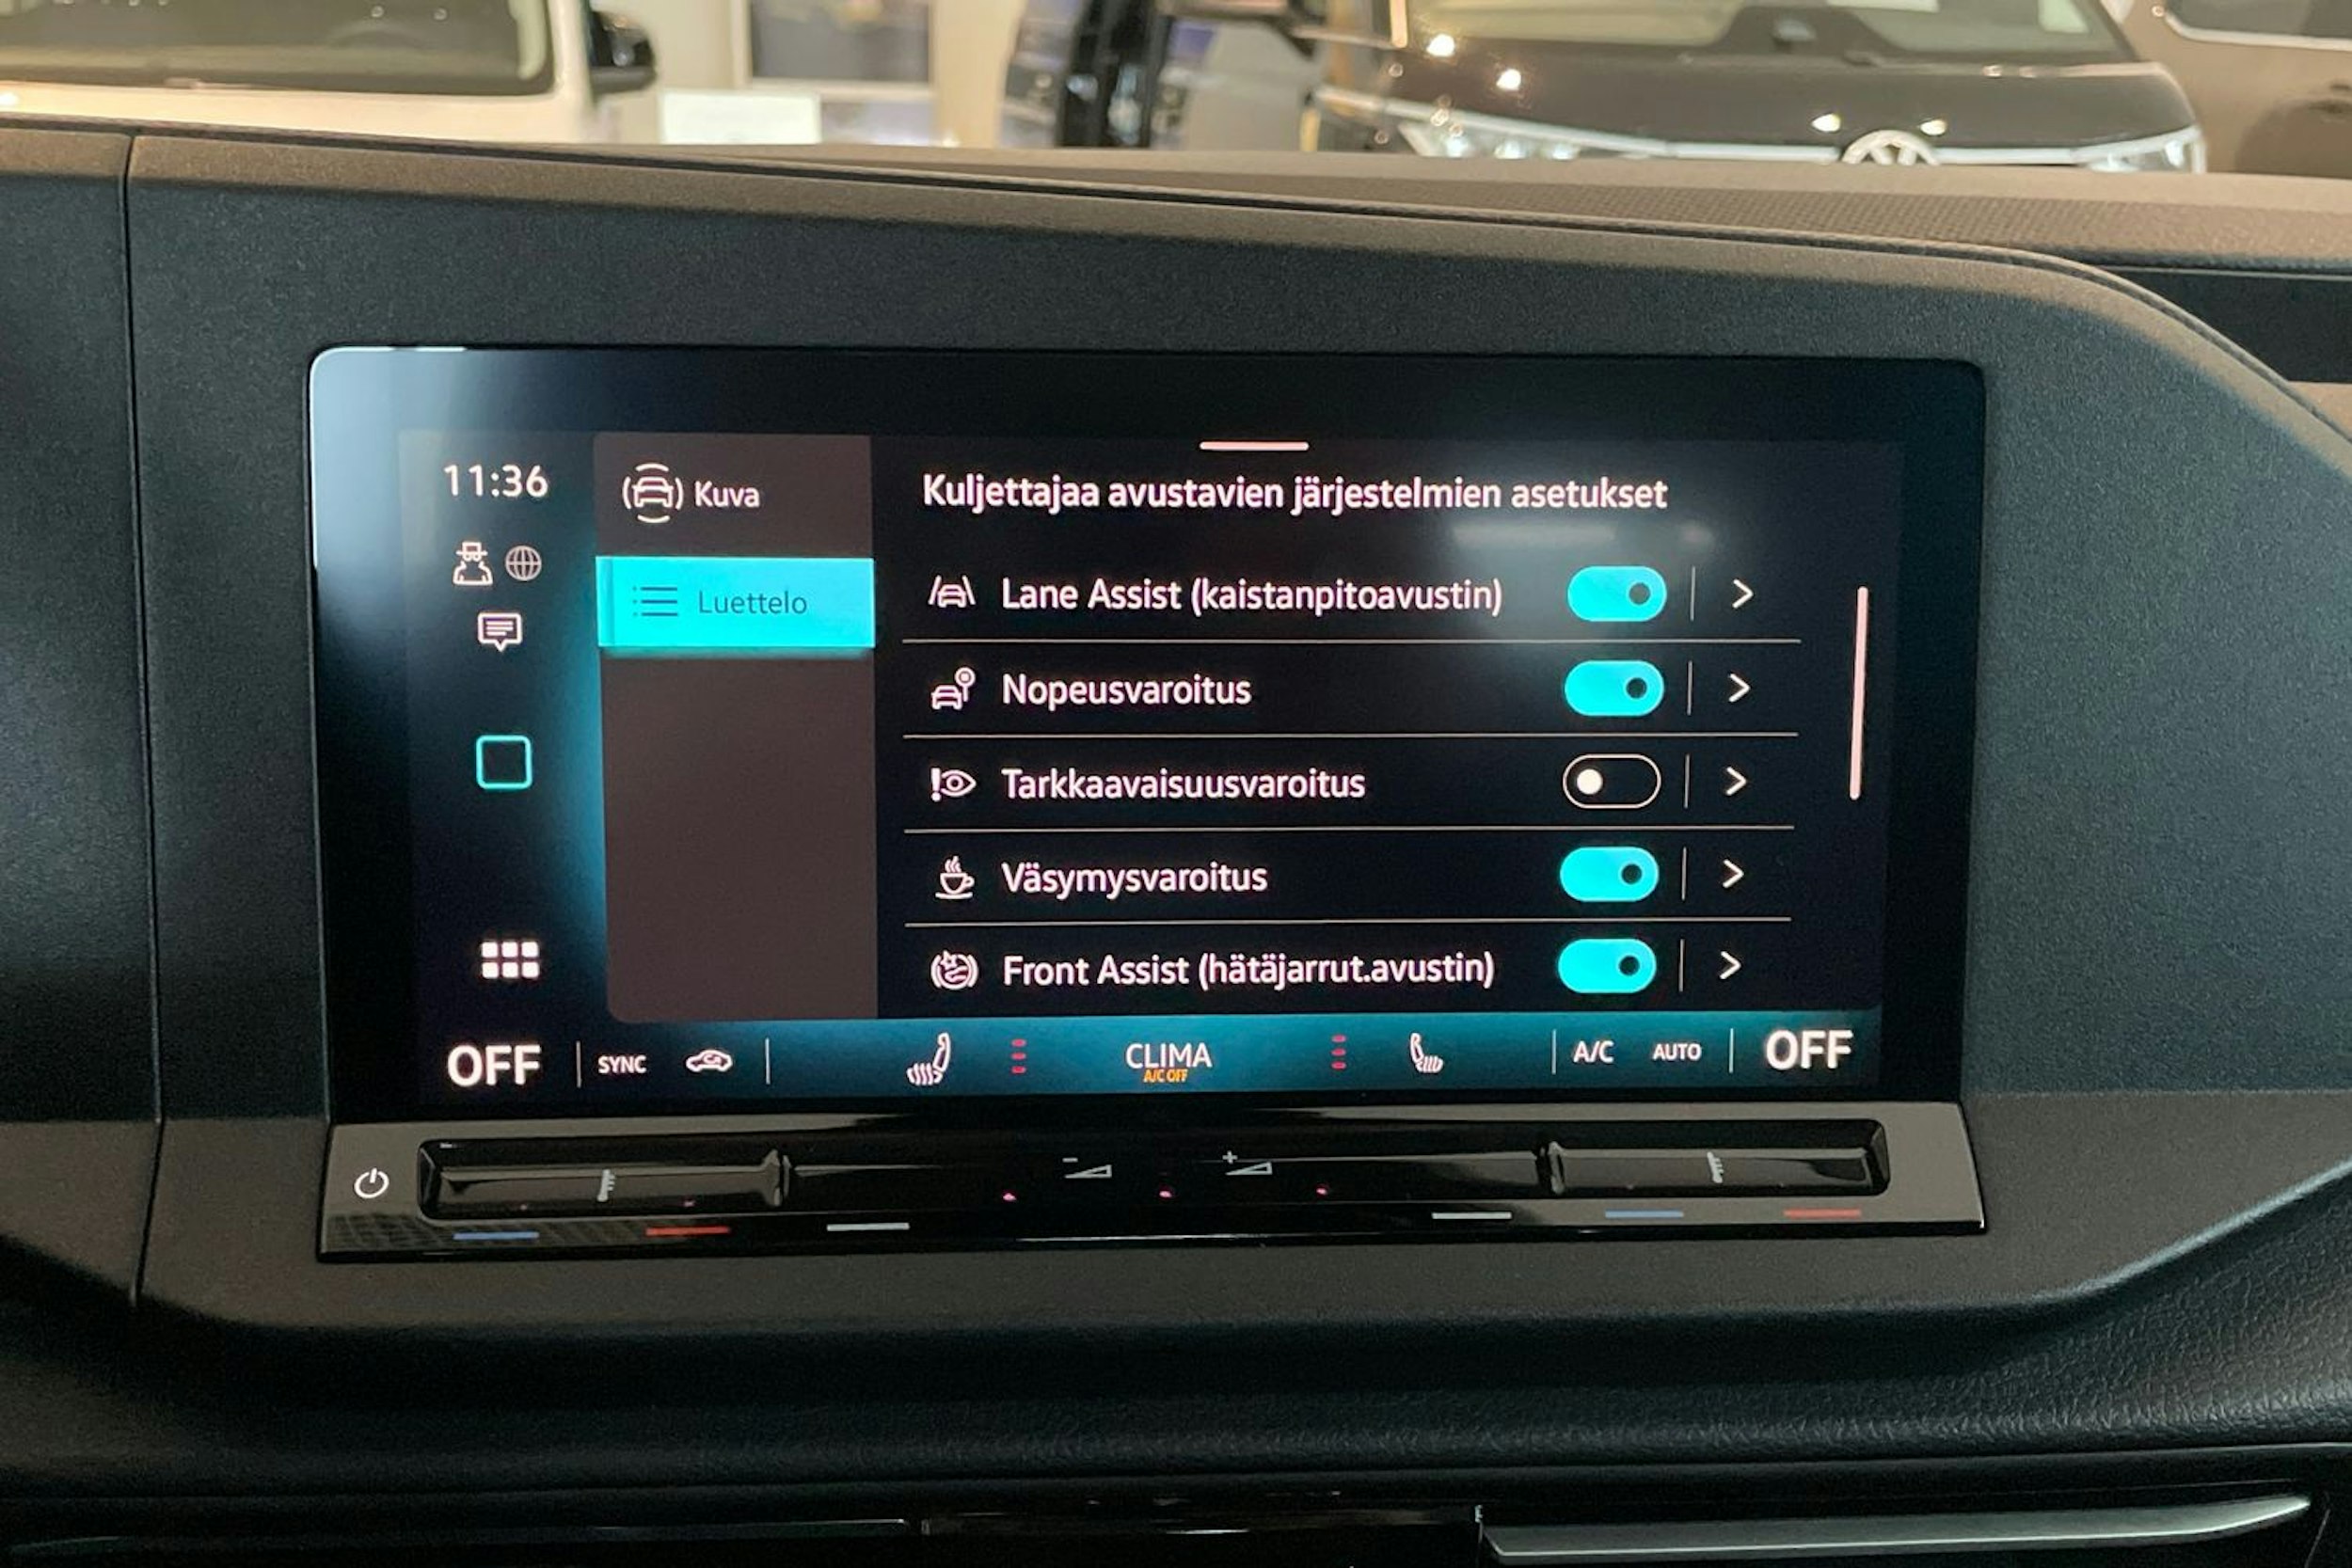 11:36
Kuva
Luettelo
Kuljettajaa avustavien järjestelmien asetukset
Lane Assist (kaistanpitoavustin)
Nopeusvaroitus
Tarkkaavaisuusvaroitus
Väsymysvaroitus
Front Assist (hätäjarrut.avustin)
OFF
SYNC
CLIMA
A/C OFF
A/C
AUTO
OFF